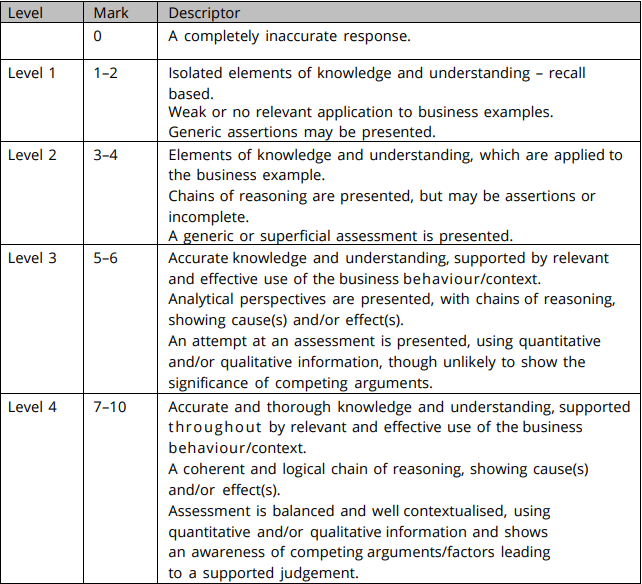 Level Mark Descriptor
0 A completely inaccurate response.
Level 1 1–2 Isolated elements of knowledge and understanding – recall
based.
Weak or no relevant application to business examples.
Generic assertions may be presented.
Level 2 3–4 Elements of knowledge and understanding, which are applied to
the business example.
Chains of reasoning are presented, but may be assertions or
incomplete.
A generic or superficial assessment is presented.
Level 3 5–6 Accurate knowledge and understanding, supported by relevant
and effective use of the business behaviour/context.
Analytical perspectives are presented, with chains of reasoning,
showing cause(s) and/or effect(s).
An attempt at an assessment is presented, using quantitative
and/or qualitative information, though unlikely to show the
significance of competing arguments.
Level 4 7–10 Accurate and thorough knowledge and understanding, supported
throughout by relevant and effective use of the business
behaviour/context.
A coherent and logical chain of reasoning, showing cause(s)
and/or effect(s).
Assessment is balanced and well contextualised, using
quantitative and/or qualitative information and shows
an awareness of competing arguments/factors leading
to a supported judgement.